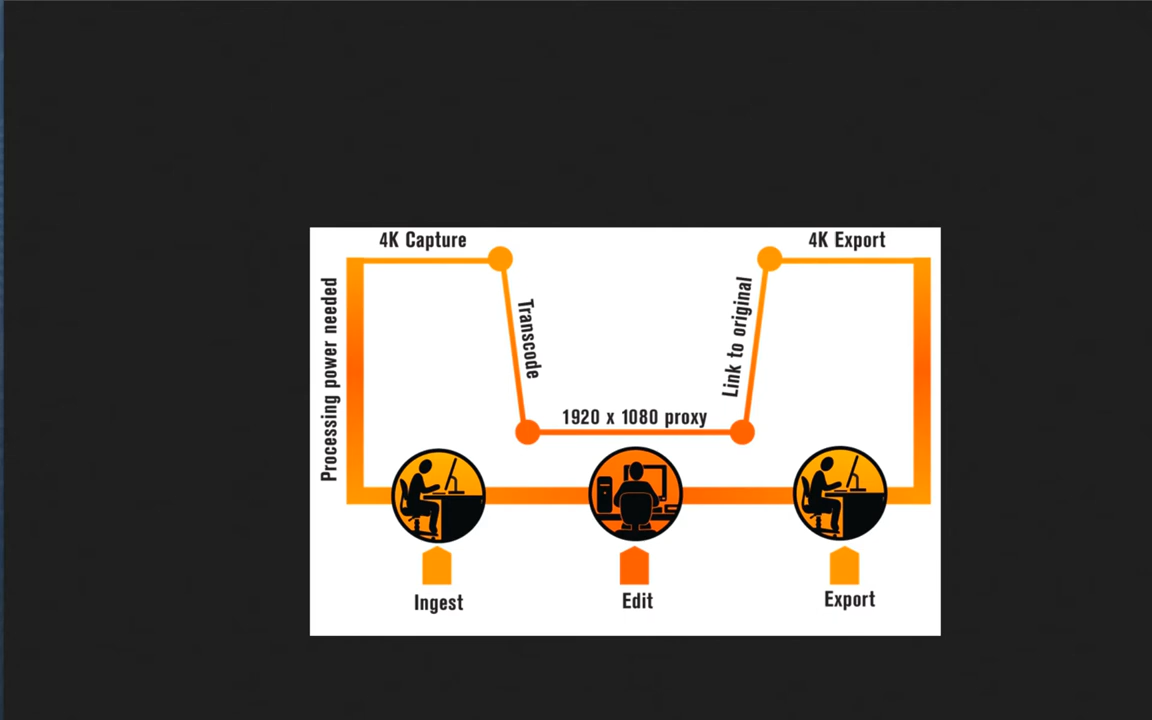 4K Capture
4K Export
Processing power needed
Transcode
Link to original
1920 x 1080 proxy
Ingest
Edit
Export